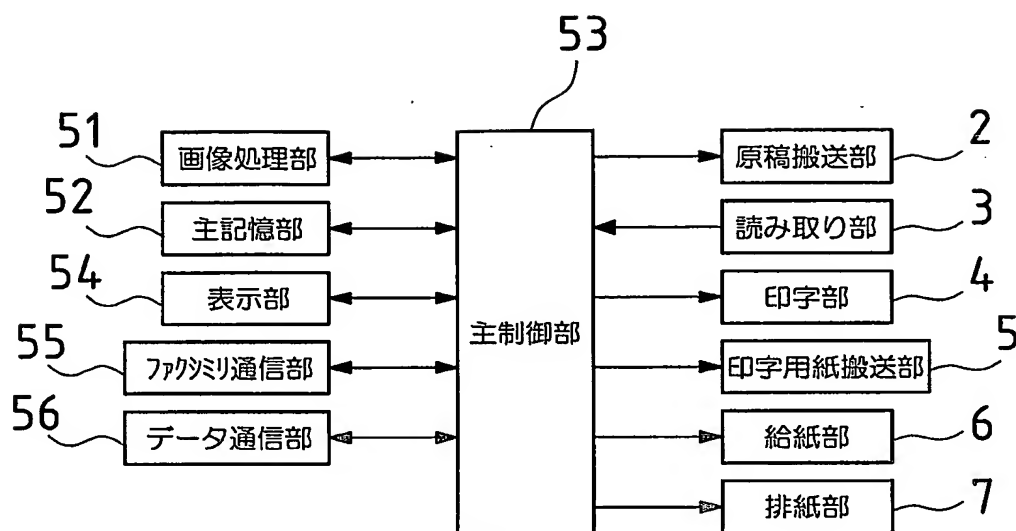 53
51 画像処理部
52 主記憶部
54 表示部
55 ファクシミリ通信部
56 データ通信部
主制御部
原稿搬送部 2
読み取り部 3
印字部 4
印字用紙搬送部 5
給紙部 6
排紙部 7